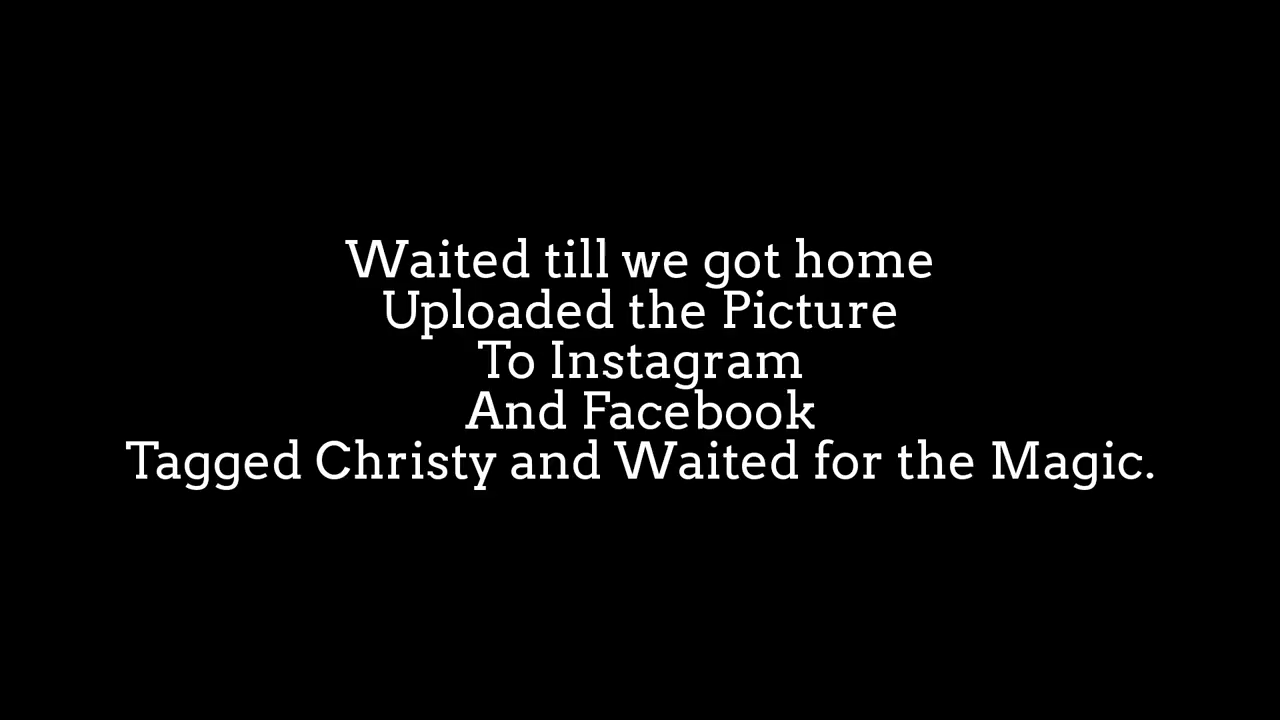 Waited till we got home
Uploaded the Picture
To Instagram
And Facebook
Tagged Christy and Waited for the Magic.